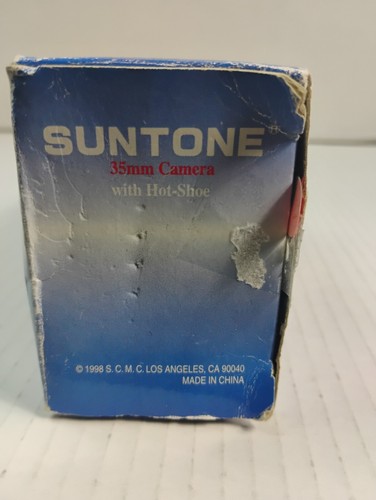 SUNTONE
35mm Camera
with Hot-Shoe
© 1998 S. C. M. C. LOS ANGELES, CA 90040
MADE IN CHINA